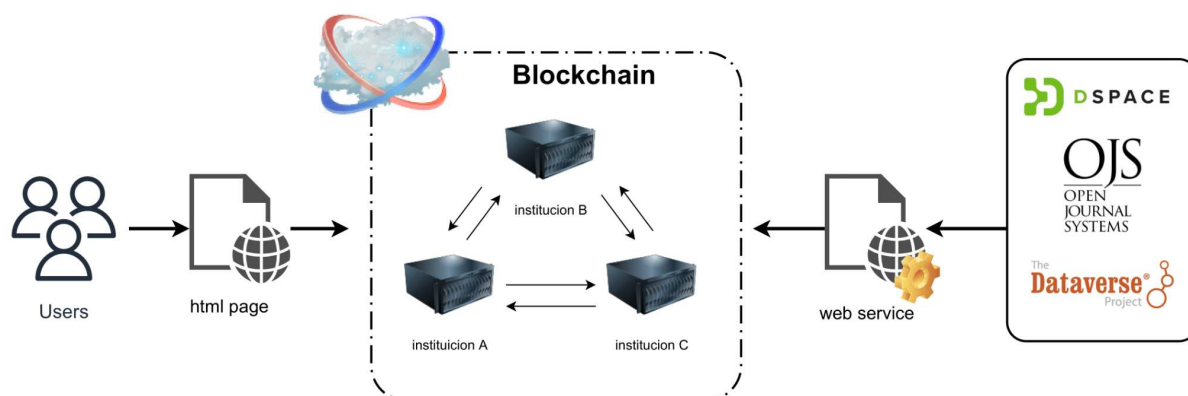 Blockchain
institucion B
instituicion A
institucion C
Users
html page
web service
DSPACE
OJS
OPEN
JOURNAL
SYSTEMS
The
Dataverse®
Project